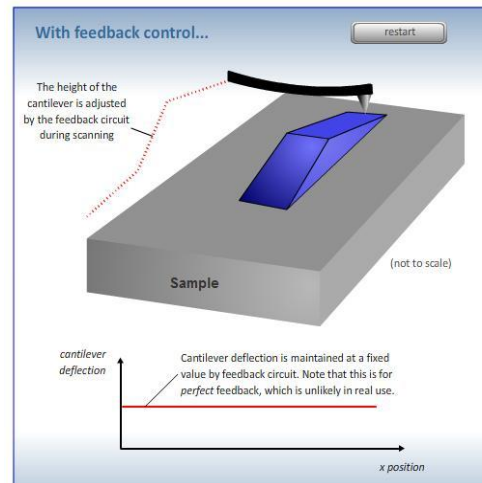 With feedback control...
restart
The height of the
cantilever is adjusted
by the feedback circuit
during scanning
(not to scale)
Sample
cantilever
deflection
Cantilever deflection is maintained at a fixed
value by feedback circuit. Note that this is for
perfect feedback, which is unlikely in real use.
x position